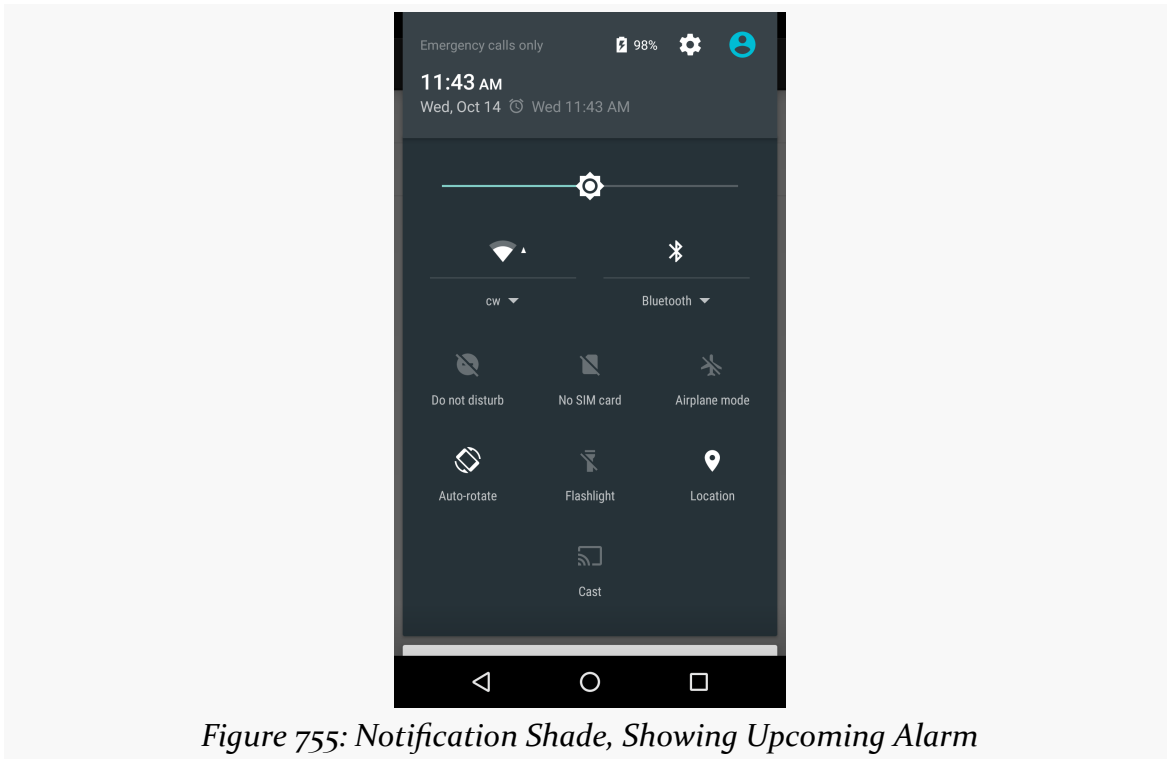 Emergency calls only 98%
11:43 AM
Wed, Oct 14 Wed 11:43 AM
cw Bluetooth
Do not disturb No SIM card Airplane mode
Auto-rotate Flashlight Location
Cast
Figure 755: Notification Shade, Showing Upcoming Alarm